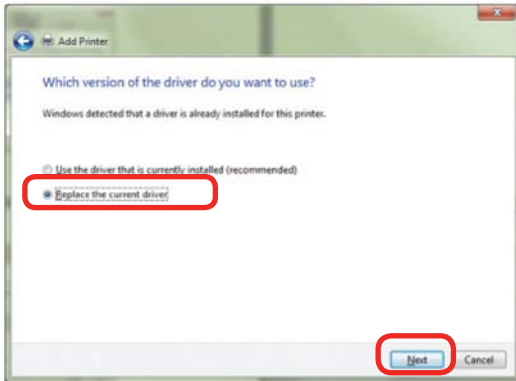 Add Printer
Which version of the driver do you want to use?
Windows detected that a driver is already installed for this printer.
Use the driver that is currently installed (recommended)
Replace the current driver
Next Cancel